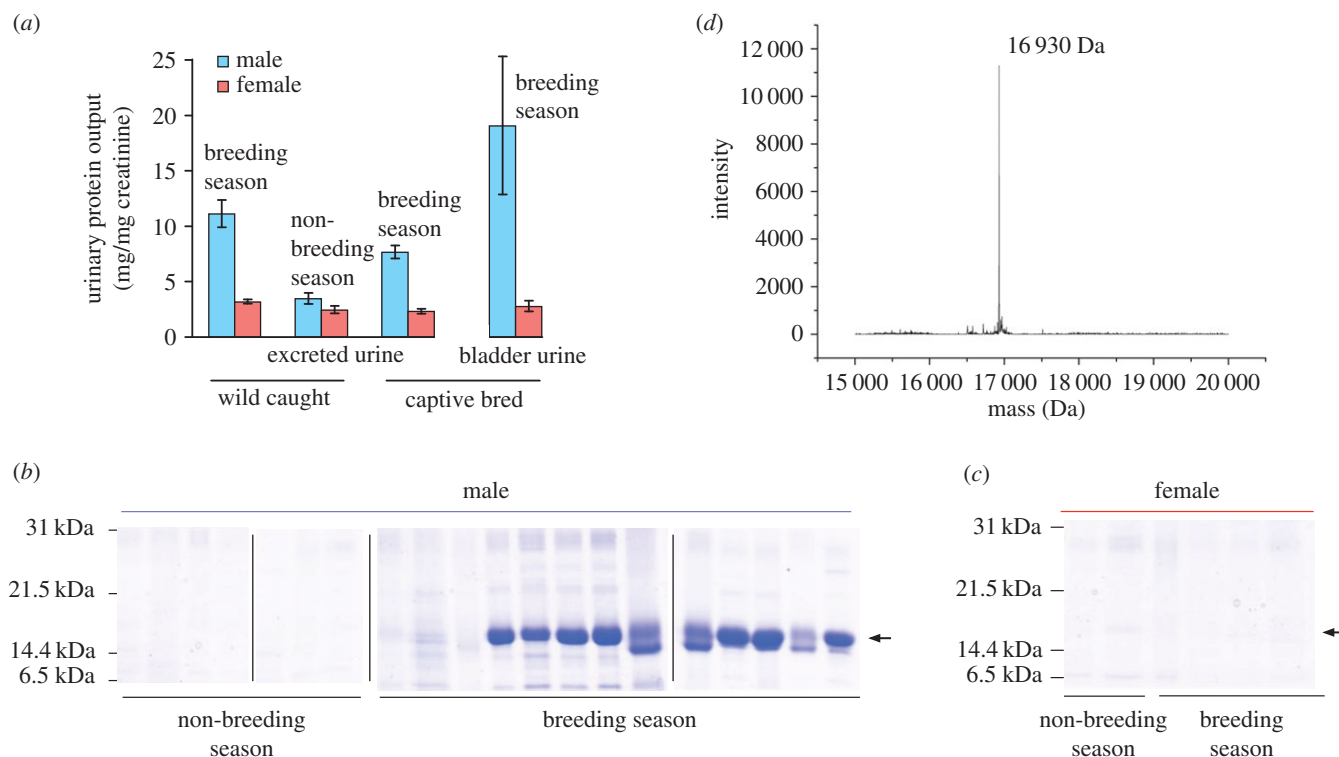 (a)
male
female
urinary protein output
(mg/mg creatinine)
25
20
15
10
5
0
breeding
season
non-
breeding
season
breeding
season
breeding
season
excreted urine
bladder urine
wild caught
captive bred
(d)
16 930 Da
intensity
12 000
10 000
8000
6000
4000
2000
0
15 000 16 000 17 000 18 000 19 000 20 000
mass (Da)
(b)
male
31 kDa
21.5 kDa
14.4 kDa
6.5 kDa
non-breeding
season
breeding season
(c)
female
31 kDa
21.5 kDa
14.4 kDa
6.5 kDa
non-breeding
season
breeding
season